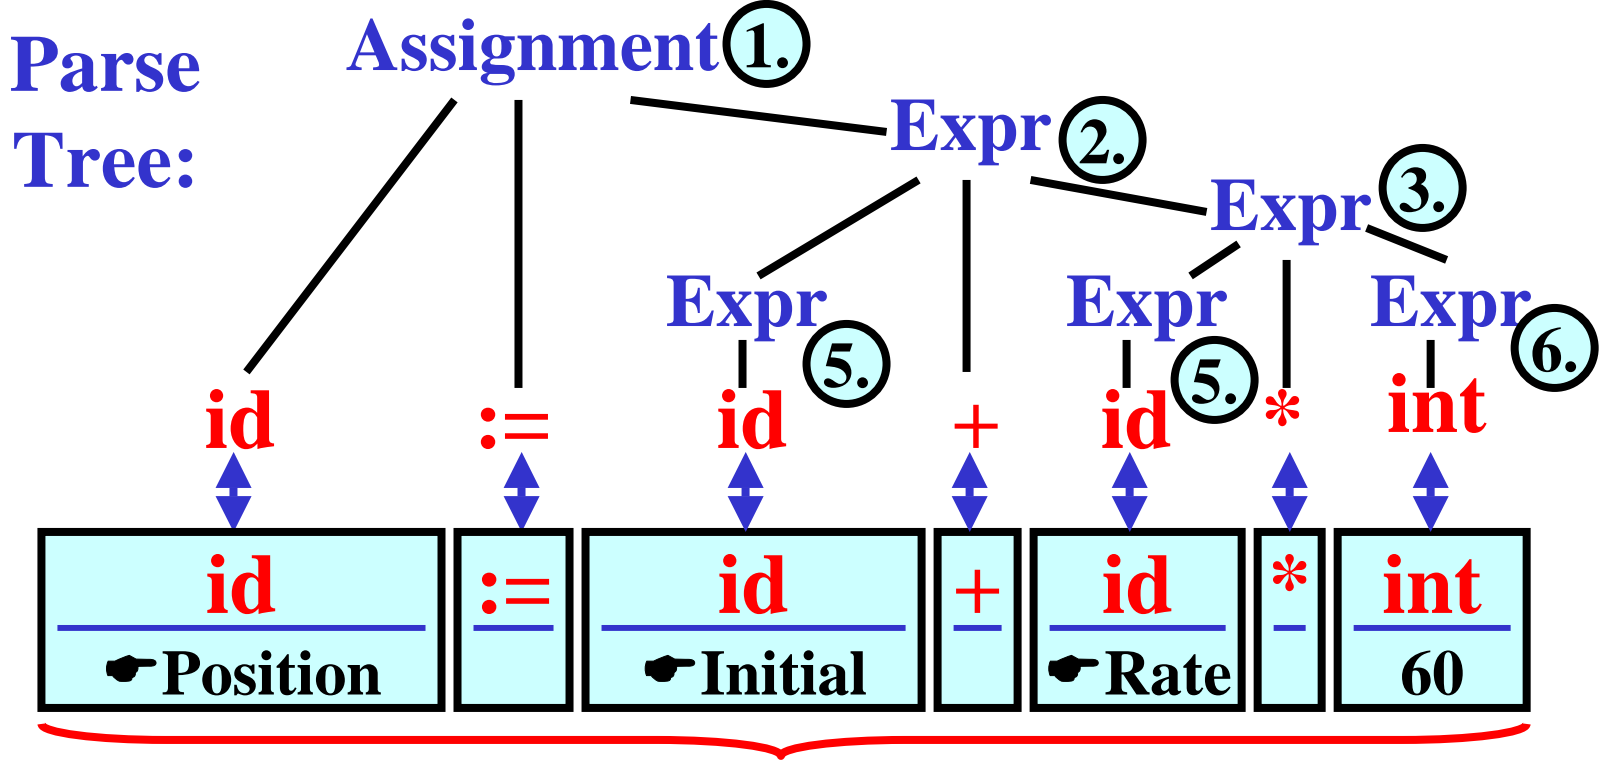 Parse
Tree:
Assignment 1.
Expr 2.
Expr 3.
Expr 5. Expr 5. Expr 6.
id := id + id * int
id := id + id * int
☛Position ☛Initial ☛Rate 60